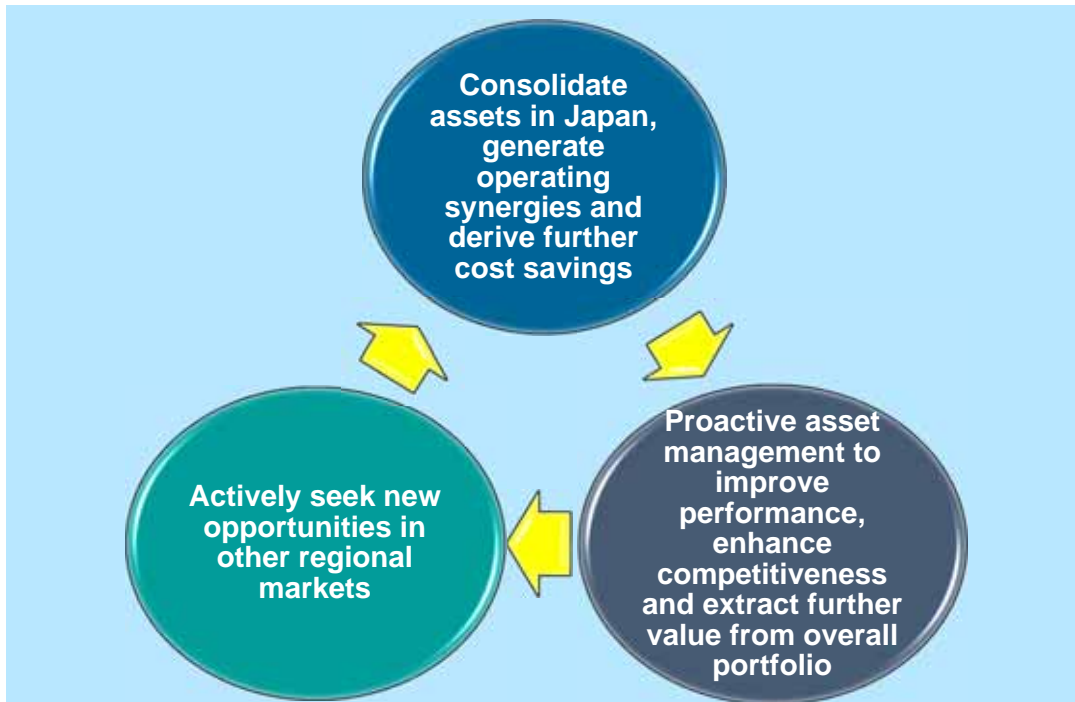 Consolidate
assets in Japan,
generate
operating
synergies and
derive further
cost savings
Proactive asset
management to
improve
performance,
enhance
competitiveness
and extract further
value from overall
portfolio
Actively seek new
opportunities in
other regional
markets